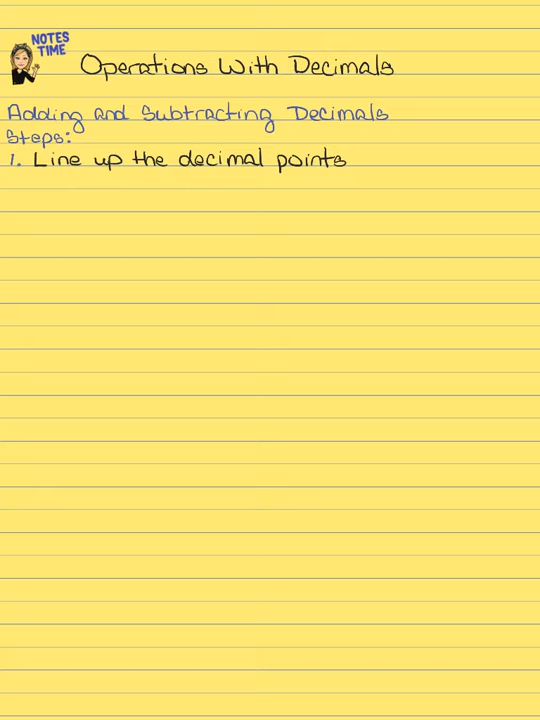 NOTES
TIME
Operations With Decimals
Adding and Subtracting Decimals
Steps:
1. Line up the decimal points